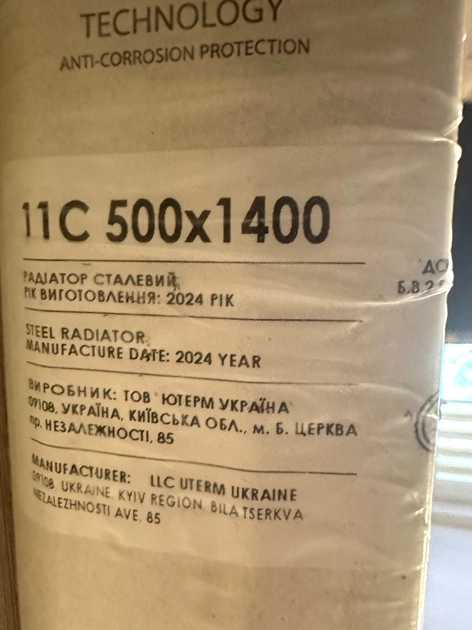 TECHNOLOGY
ANTI-CORROSION PROTECTION
11C 500x1400
РАДІАТОР СТАЛЕВИЙ
РІК ВИГОТОВЛЕННЯ: 2024 РІК
STEEL RADIATOR
MANUFACTURE DATE: 2024 YEAR
ВИРОБНИК: ТОВ "ЮТЕРМ УКРАЇНА"
09108, УКРАЇНА, КИЇВСЬКА ОБЛ., м. Б. ЦЕРКВА
пр. НЕЗАЛЕЖНОСТІ, 85
MANUFACTURER: LLC UTERM UKRAINE
09108, UKRAINE, KYIV REGION, BILA TSERKVA
NEZALEZHNOSTI AVE, 85